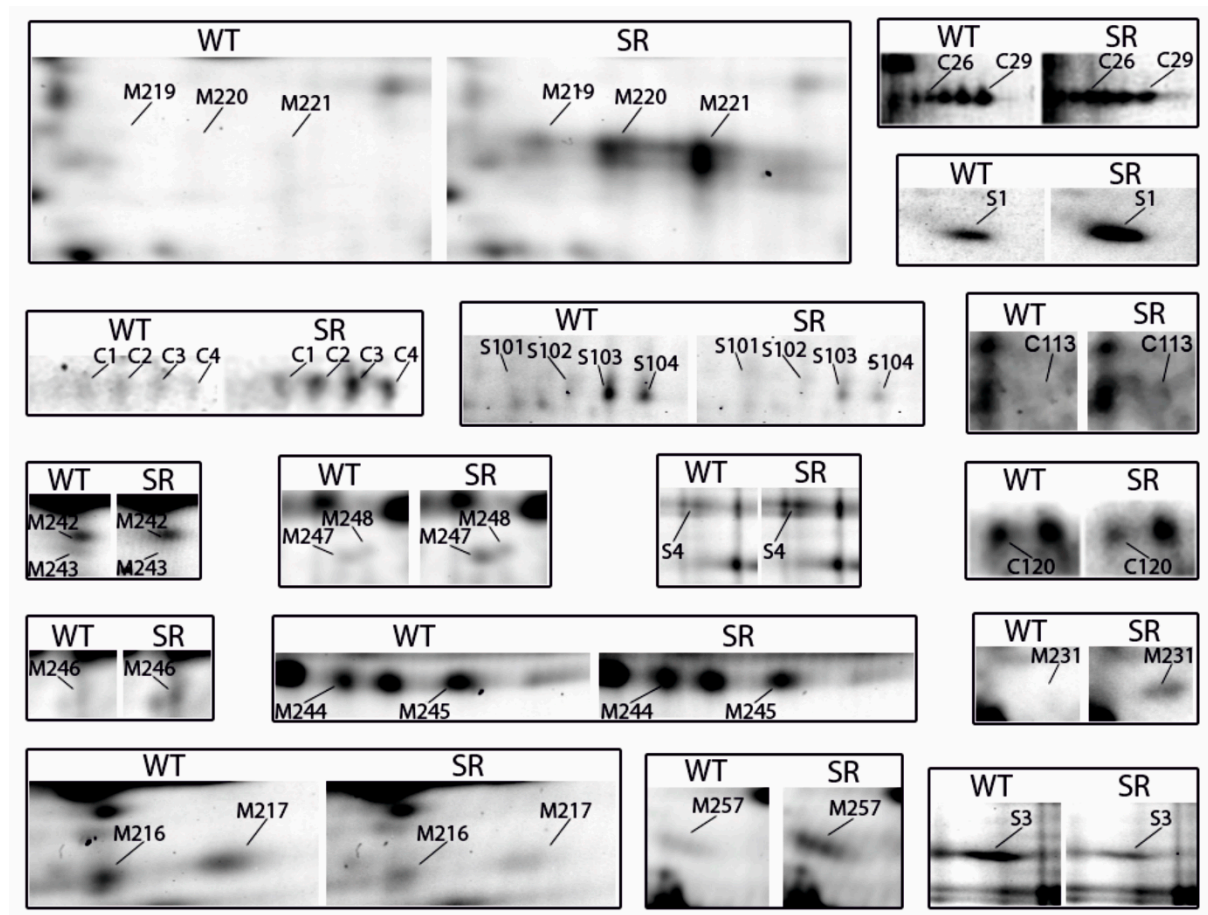 WT SR
M219 M220 M221 M219 M220 M221
WT SR
C26 C29 C26 C29
WT SR
S1 S1
WT SR
C1 C2 C3 C4 C1 C2 C3 C4
WT SR
S101 S102 S103 S104 S101 S102 S103 S104
WT SR
C113 C113
WT SR
M242 M242
M243 M243
WT SR
M248 M248
M247 M247
WT SR
S4 S4
WT SR
C120 C120
WT SR
M246 M246
WT SR
M244 M245 M244 M245
WT SR
M231 M231
WT SR
M217 M217
M216 M216
WT SR
M257 M257
WT SR
S3 S3